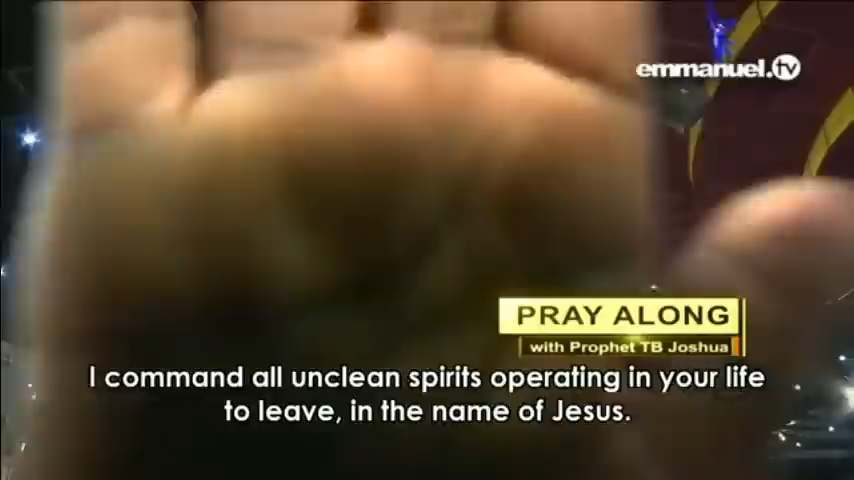 emmanuel.tv
PRAY ALONG
with Prophet TB Joshua
I command all unclean spirits operating in your life
to leave, in the name of Jesus.